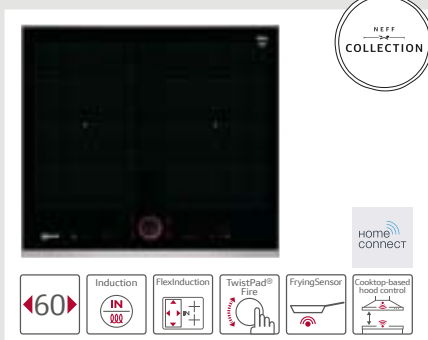 NEFF
COLLECTION
HOME
CONNECT
60
Induction
IN
FlexInduction
IN
TwistPad®
Fire
FryingSensor
Cooktop-based
hood control